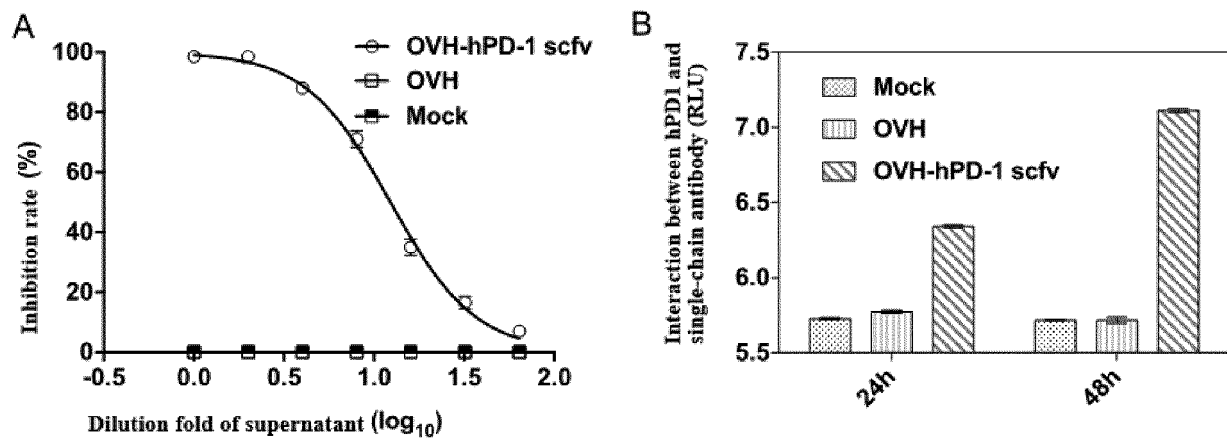 A
Inhibition rate (%)
100
80
60
40
20
0
-0.5
0.0
0.5
1.0
1.5
2.0
Dilution fold of supernatant (log10)
OVH-hPD-1 scfv
OVH
Mock
B
Interaction between hPD1 and
single-chain antibody (RLU)
7.5
7.0
6.5
6.0
5.5
Mock
OVH
OVH-hPD-1 scfv
24h
48h